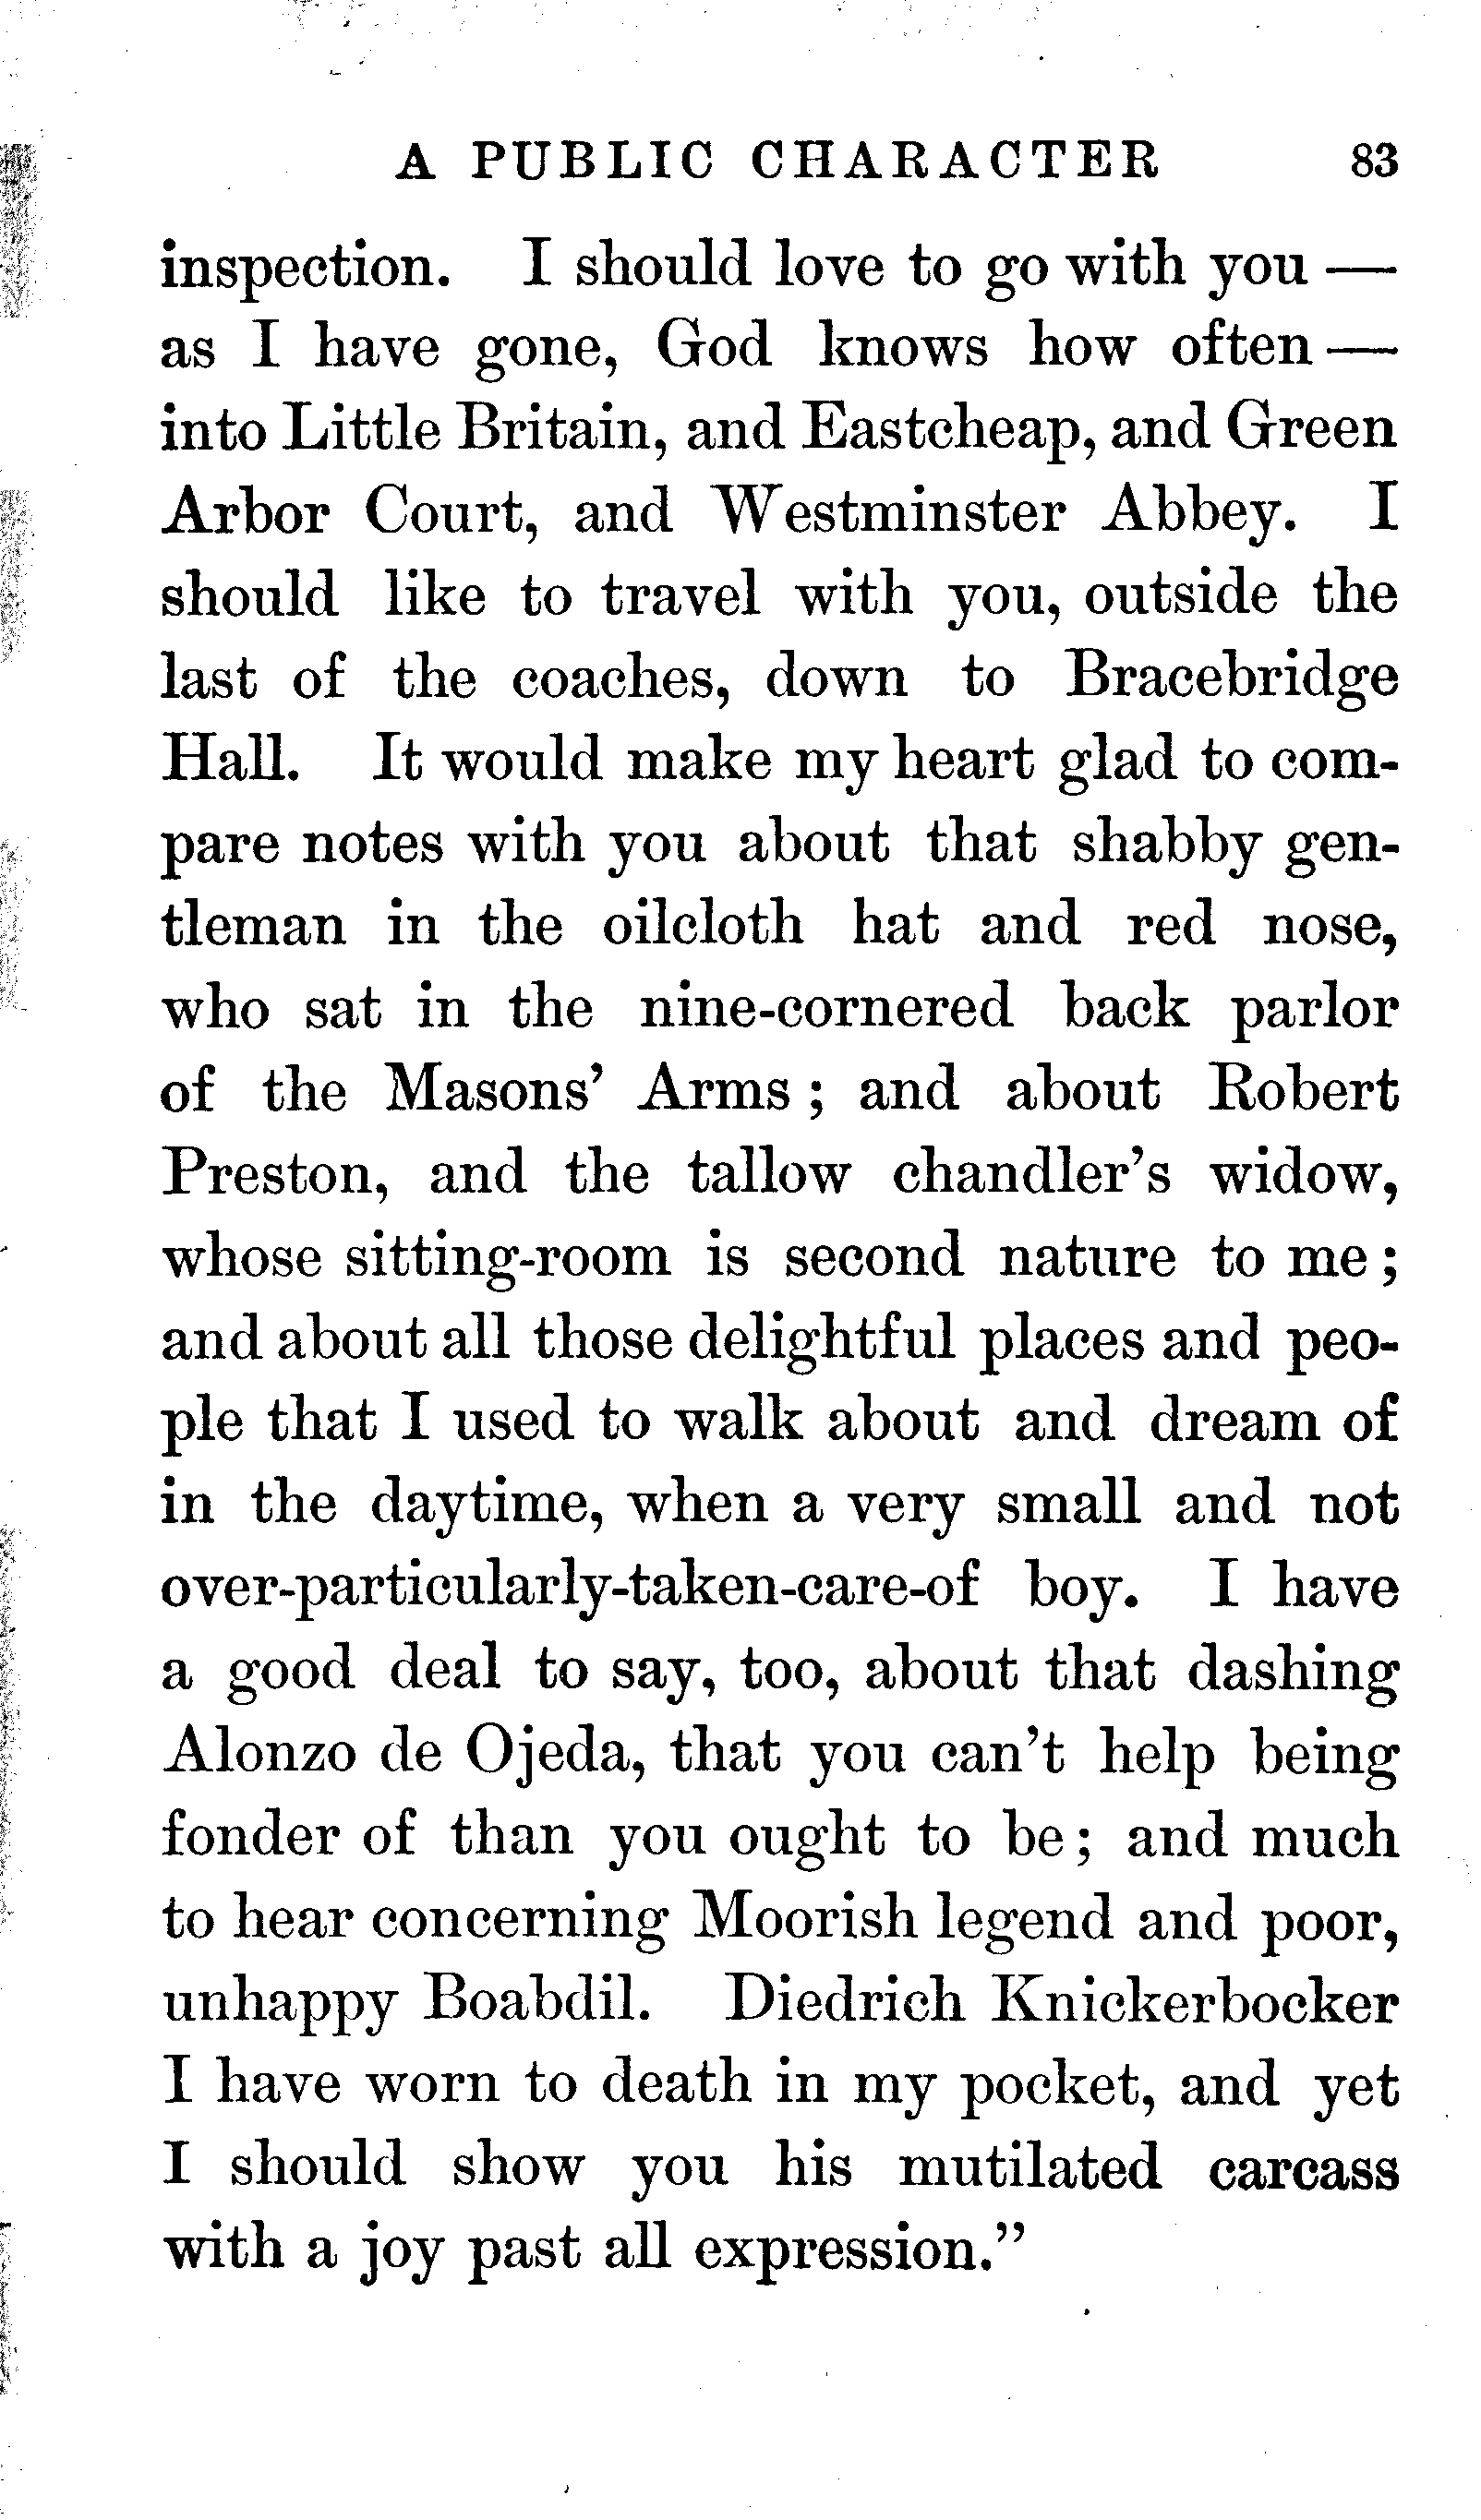 A PUBLIC CHARACTER 83
inspection. I should love to go with you —
as I have gone, God knows how often —
into Little Britain, and Eastcheap, and Green
Arbor Court, and Westminster Abbey. I
should like to travel with you, outside the
last of the coaches, down to Bracebridge
Hall. It would make my heart glad to com-
pare notes with you about that shabby gen-
tleman in the oilcloth hat and red nose,
who sat in the nine-cornered back parlor
of the Masons' Arms ; and about Robert
Preston, and the tallow chandler's widow,
whose sitting-room is second nature to me ;
and about all those delightful places and peo-
ple that I used to walk about and dream of
in the daytime, when a very small and not
over-particularly-taken-care-of boy. I have
a good deal to say, too, about that dashing
Alonzo de Ojeda, that you can't help being
fonder of than you ought to be ; and much
to hear concerning Moorish legend and poor,
unhappy Boabdil. Diedrich Knickerbocker
I have worn to death in my pocket, and yet
I should show you his mutilated carcass
with a joy past all expression."